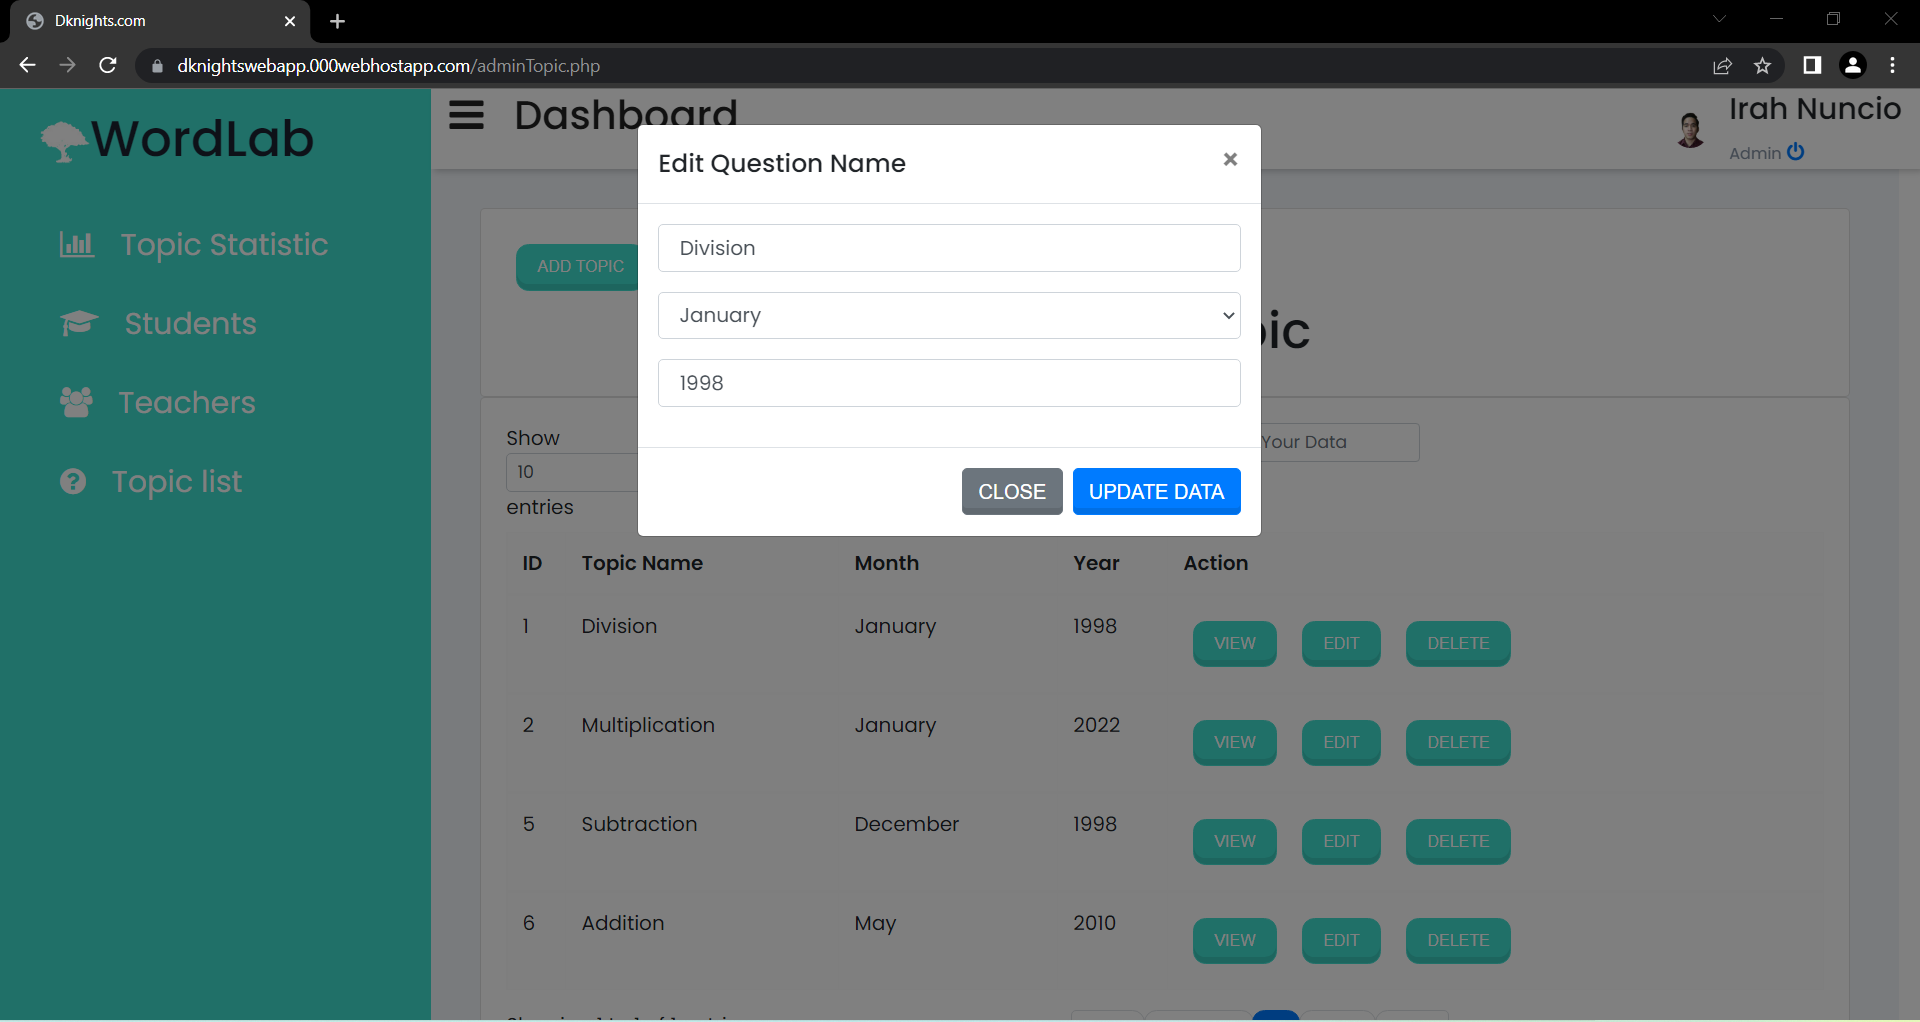 Dknights.com
dknightswebapp.000webhostapp.com/adminTopic.php
WordLab
Topic Statistic
Students
Teachers
Topic list
Dashboard
Irah Nuncio
Admin
ADD TOPIC
Edit Question Name
×
Division
January
1998
CLOSE UPDATE DATA
Show
10
entries
Your Data
ID Topic Name Month Year Action
1 Division January 1998 VIEW EDIT DELETE
2 Multiplication January 2022 VIEW EDIT DELETE
5 Subtraction December 1998 VIEW EDIT DELETE
6 Addition May 2010 VIEW EDIT DELETE